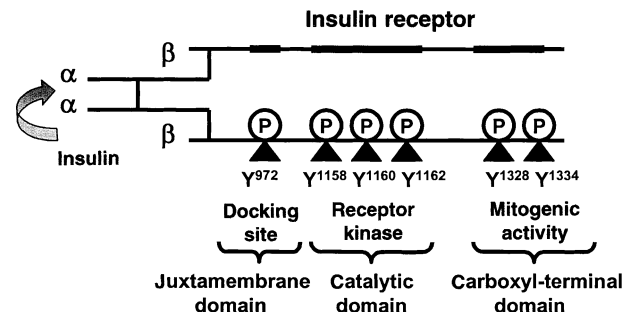 Insulin receptor
β
α
α
β
Insulin
P P P P P P
Y972 Y1158 Y1160 Y1162 Y1328 Y1334
Docking site
Receptor kinase
Mitogenic activity
Juxtamembrane domain
Catalytic domain
Carboxyl-terminal domain